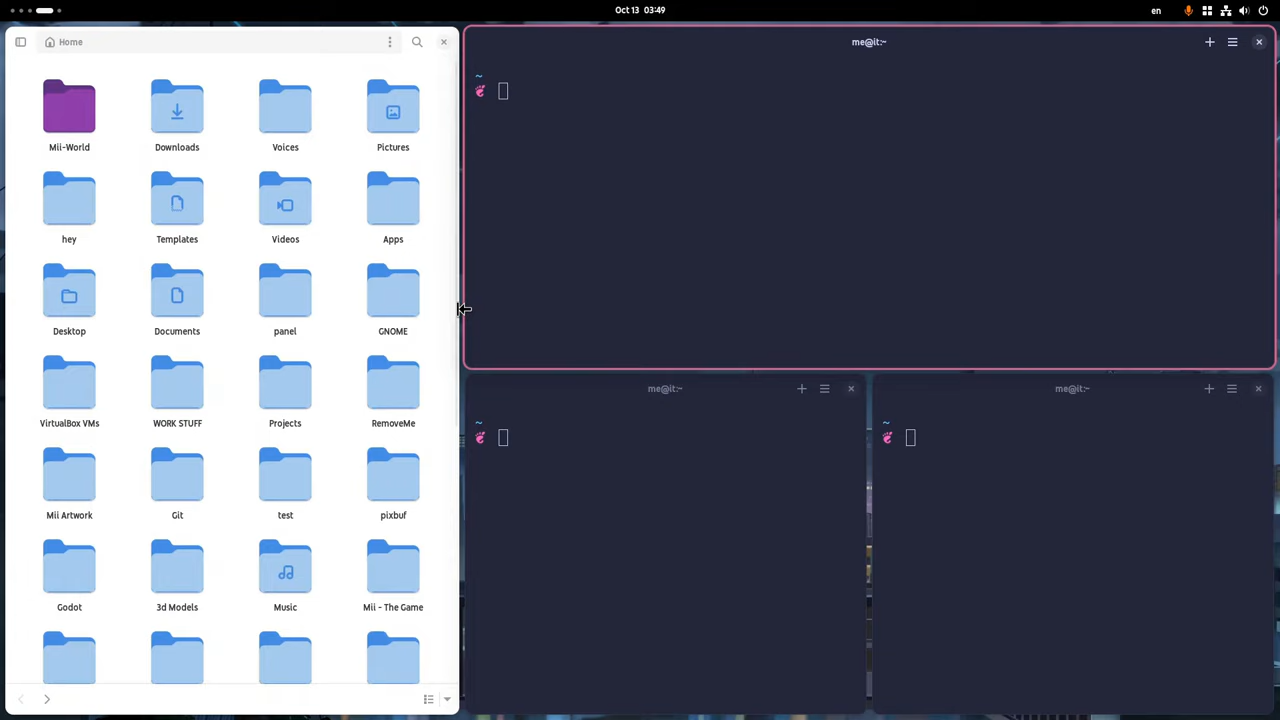 Oct 13 03:49
en
Home
Mii-World
Downloads
Voices
Pictures
hey
Templates
Videos
Apps
Desktop
Documents
panel
GNOME
VirtualBox VMs
WORK STUFF
Projects
RemoveMe
Mii Artwork
Git
test
pixbuf
Godot
3d Models
Music
Mii - The Game
me@it:~
~
me@it:~
~
me@it:~
~